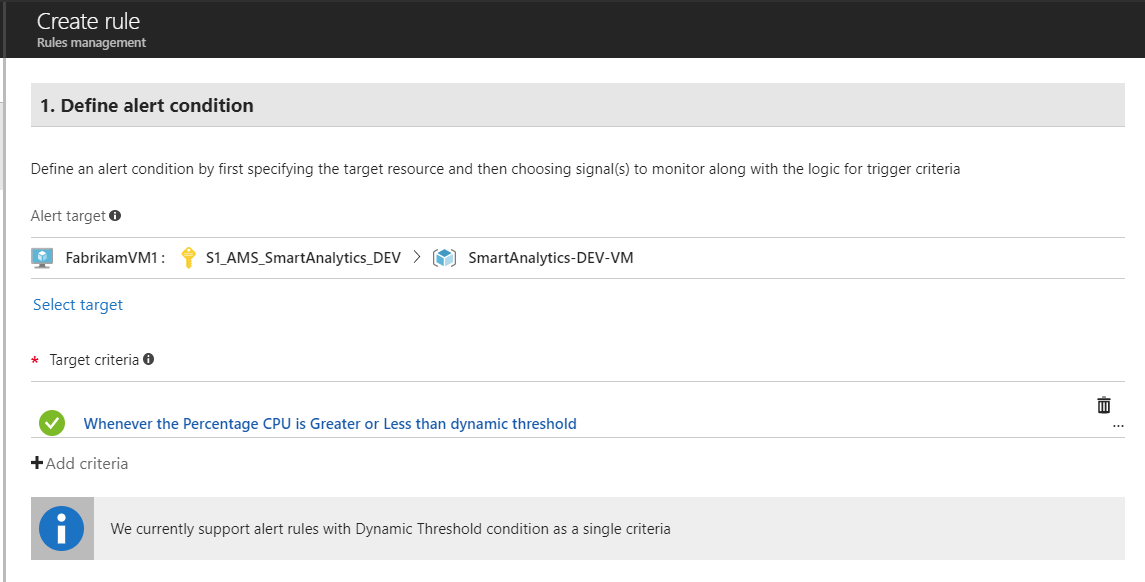 Create rule
Rules management
1. Define alert condition
Define an alert condition by first specifying the target resource and then choosing signal(s) to monitor along with the logic for trigger criteria
Alert target
FabrikamVM1 : S1_AMS_SmartAnalytics_DEV > SmartAnalytics-DEV-VM
Select target
* Target criteria
Whenever the Percentage CPU is Greater or Less than dynamic threshold
...
+Add criteria
We currently support alert rules with Dynamic Threshold condition as a single criteria